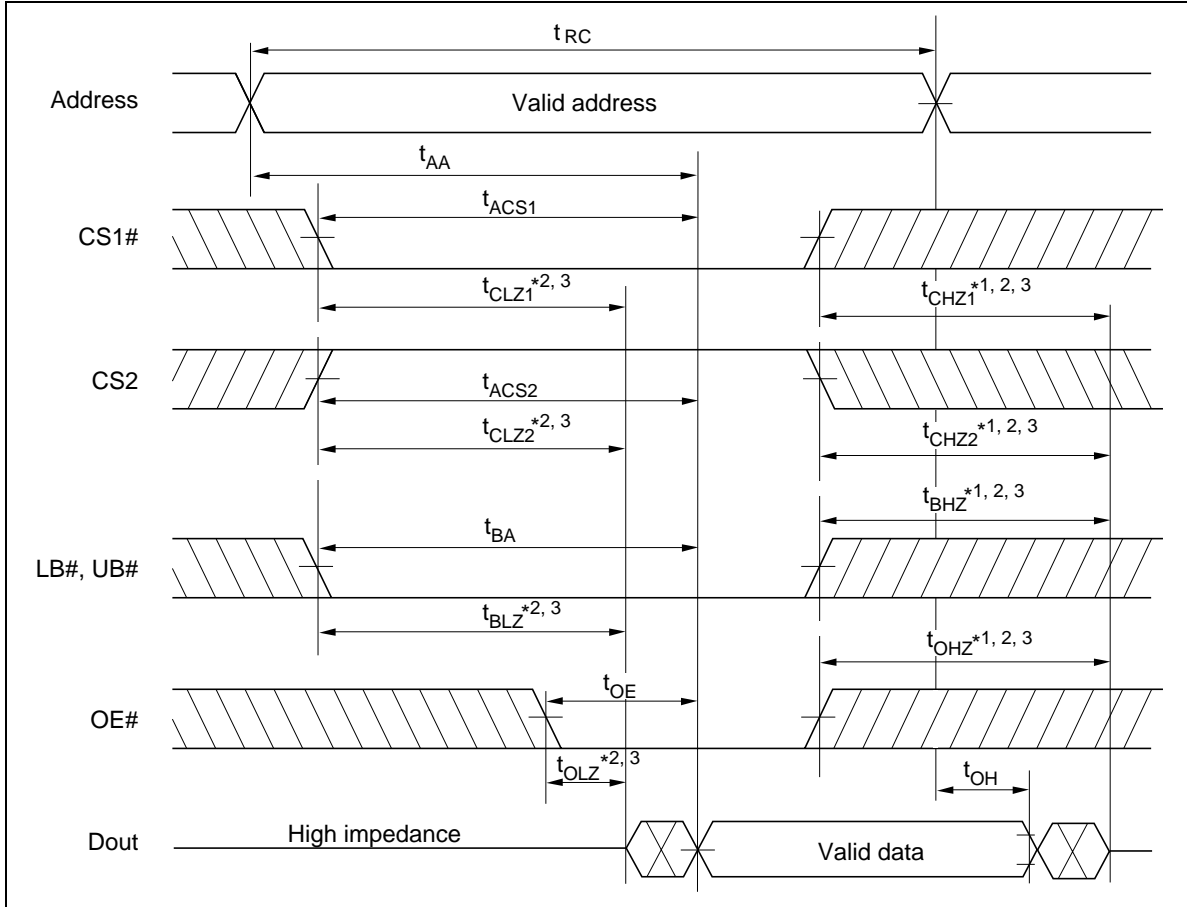 tRC
Address
Valid address
tAA
tACS1
CS1#
tCLZ1*2, 3
tCHZ1*1, 2, 3
CS2
tACS2
tCLZ2*2, 3
tCHZ2*1, 2, 3
tBHZ*1, 2, 3
tBA
LB#, UB#
tBLZ*2, 3
tOHZ*1, 2, 3
tOE
OE#
tOLZ*2, 3
tOH
Dout
High impedance
Valid data